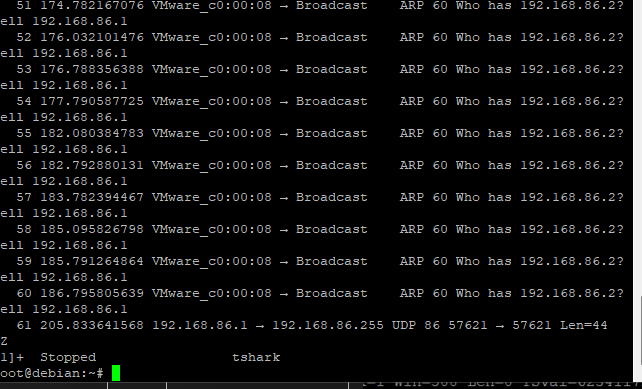 51 174.782167076 VMware_c0:00:08 → Broadcast    ARP 60 Who has 192.168.86.2?
ell 192.168.86.1
52 176.032101476 VMware_c0:00:08 → Broadcast    ARP 60 Who has 192.168.86.2?
ell 192.168.86.1
53 176.788356388 VMware_c0:00:08 → Broadcast    ARP 60 Who has 192.168.86.2?
ell 192.168.86.1
54 177.790587725 VMware_c0:00:08 → Broadcast    ARP 60 Who has 192.168.86.2?
ell 192.168.86.1
55 182.080384783 VMware_c0:00:08 → Broadcast    ARP 60 Who has 192.168.86.2?
ell 192.168.86.1
56 182.792880131 VMware_c0:00:08 → Broadcast    ARP 60 Who has 192.168.86.2?
ell 192.168.86.1
57 183.782394467 VMware_c0:00:08 → Broadcast    ARP 60 Who has 192.168.86.2?
ell 192.168.86.1
58 185.095826798 VMware_c0:00:08 → Broadcast    ARP 60 Who has 192.168.86.2?
ell 192.168.86.1
59 185.791264864 VMware_c0:00:08 → Broadcast    ARP 60 Who has 192.168.86.2?
ell 192.168.86.1
60 186.795805639 VMware_c0:00:08 → Broadcast    ARP 60 Who has 192.168.86.2?
ell 192.168.86.1
61 205.833641568 192.168.86.1 → 192.168.86.255 UDP 86 57621 → 57621 Len=44
Z
1]+  Stopped                 tshark
oot@debian:~#